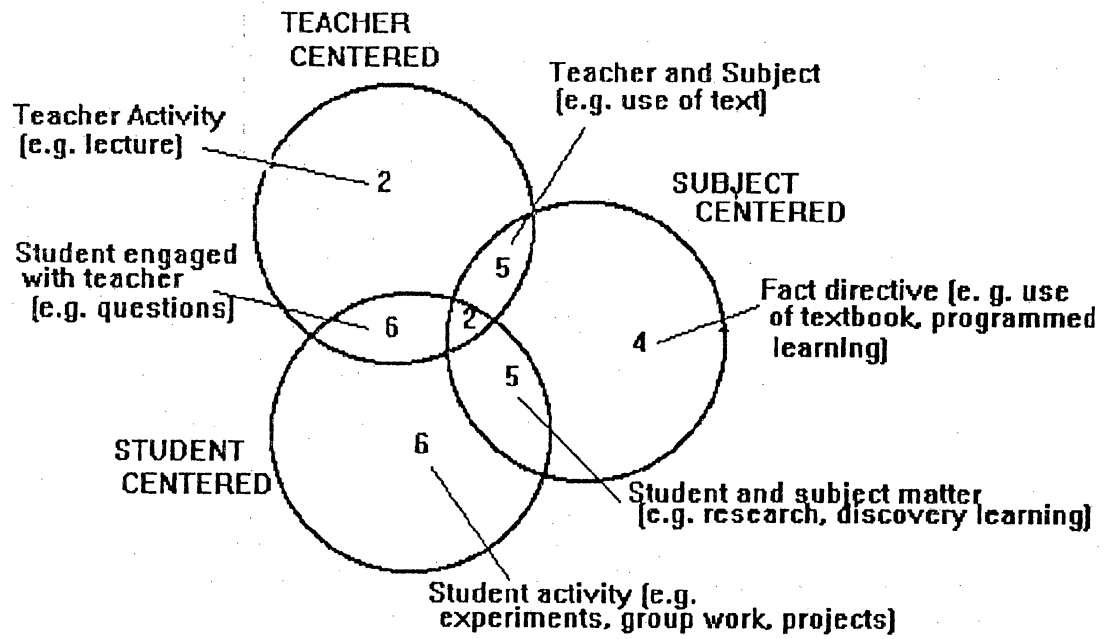 TEACHER
CENTERED
Teacher and Subject
(e.g. use of text)
Teacher Activity
(e.g. lecture)
2
SUBJECT
CENTERED
Student engaged
with teacher
(e.g. questions)
5
Fact directive (e. g. use
of textbook, programmed
learning)
6
2
4
5
STUDENT
CENTERED
6
Student and subject matter
(e.g. research, discovery learning)
Student activity (e.g.
experiments, group work, projects)